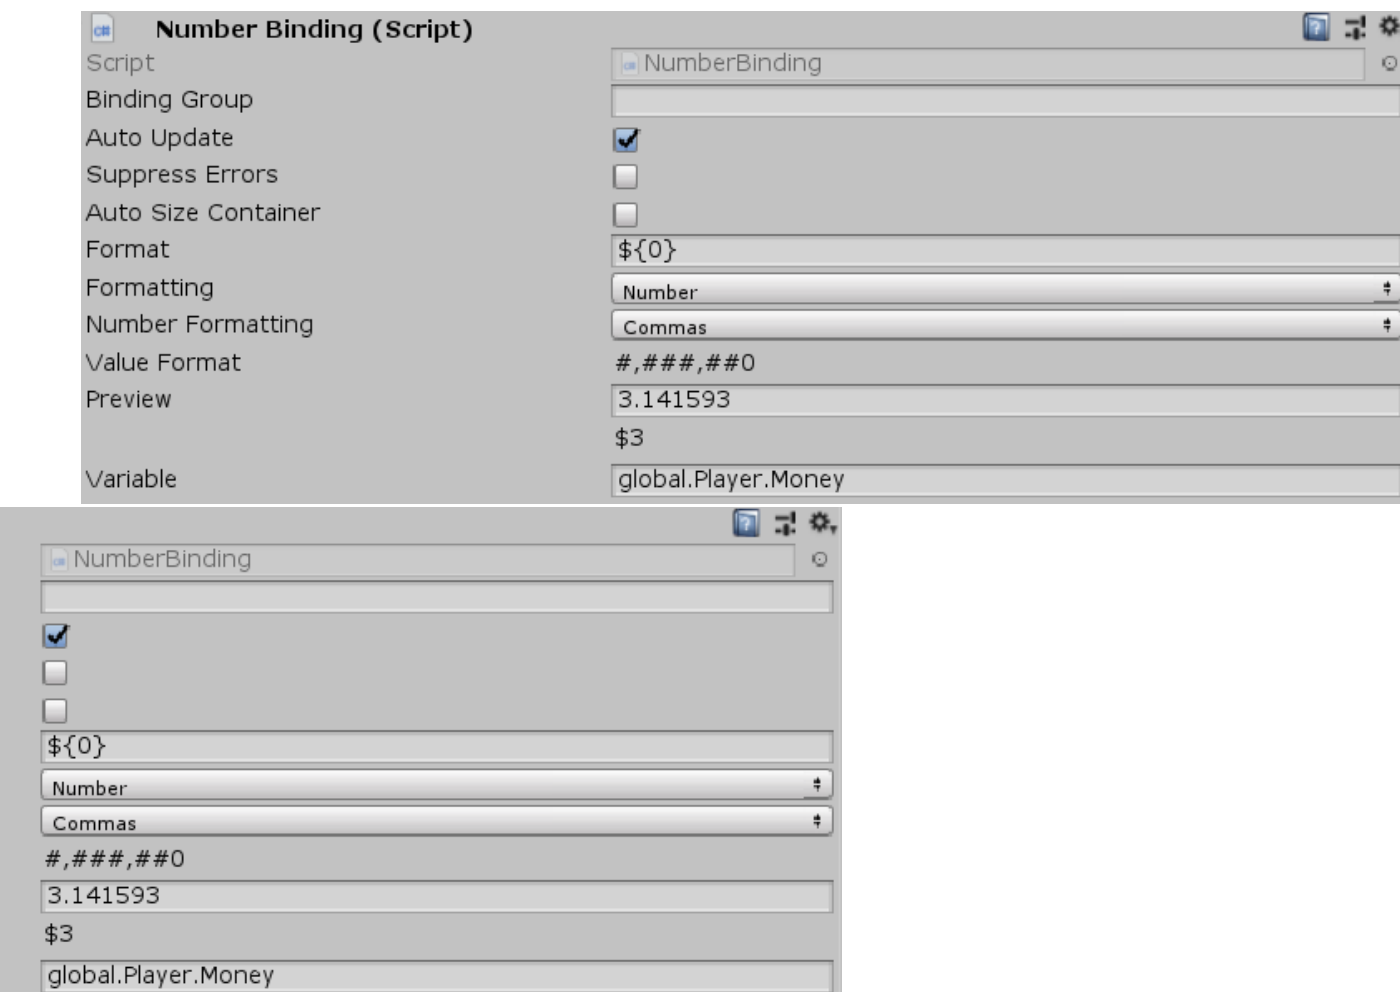 Number Binding (Script)
Script NumberBinding
Binding Group
Auto Update
Suppress Errors
Auto Size Container
Format ${0}
Formatting Number
Number Formatting Commas
Value Format #,###,##0
Preview 3.141593
$3
Variable global.Player.Money
NumberBinding
${0}
Number
Commas
#,###,##0
3.141593
$3
global.Player.Money